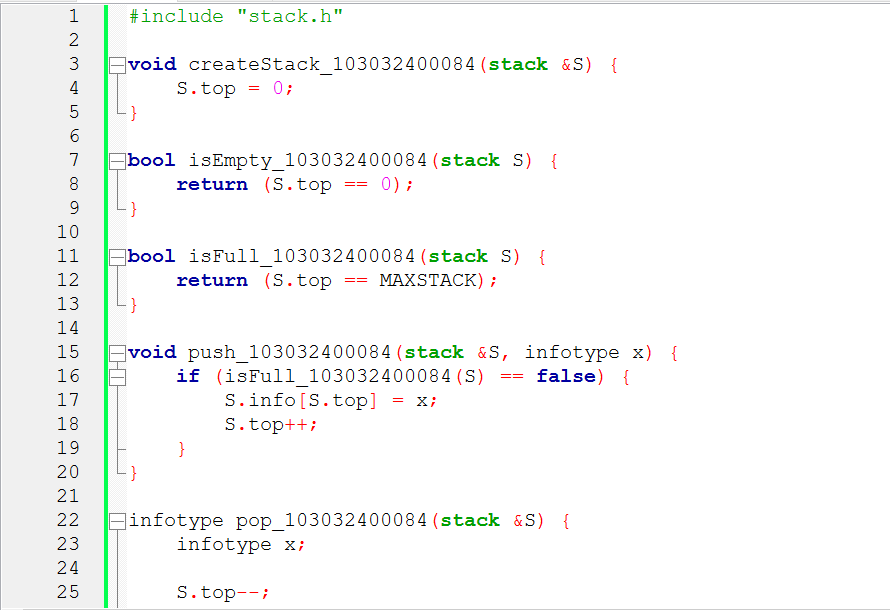 1 #include "stack.h"
2
3 void createStack_103032400084(stack &S) {
4 S.top = 0;
5 }
6
7 bool isEmpty_103032400084(stack S) {
8 return (S.top == 0);
9 }
10
11 bool isFull_103032400084(stack S) {
12 return (S.top == MAXSTACK);
13 }
14
15 void push_103032400084(stack &S, infotype x) {
16 if (isFull_103032400084(S) == false) {
17 S.info[S.top] = x;
18 S.top++;
19 }
20 }
21
22 infotype pop_103032400084(stack &S) {
23 infotype x;
24
25 S.top--;